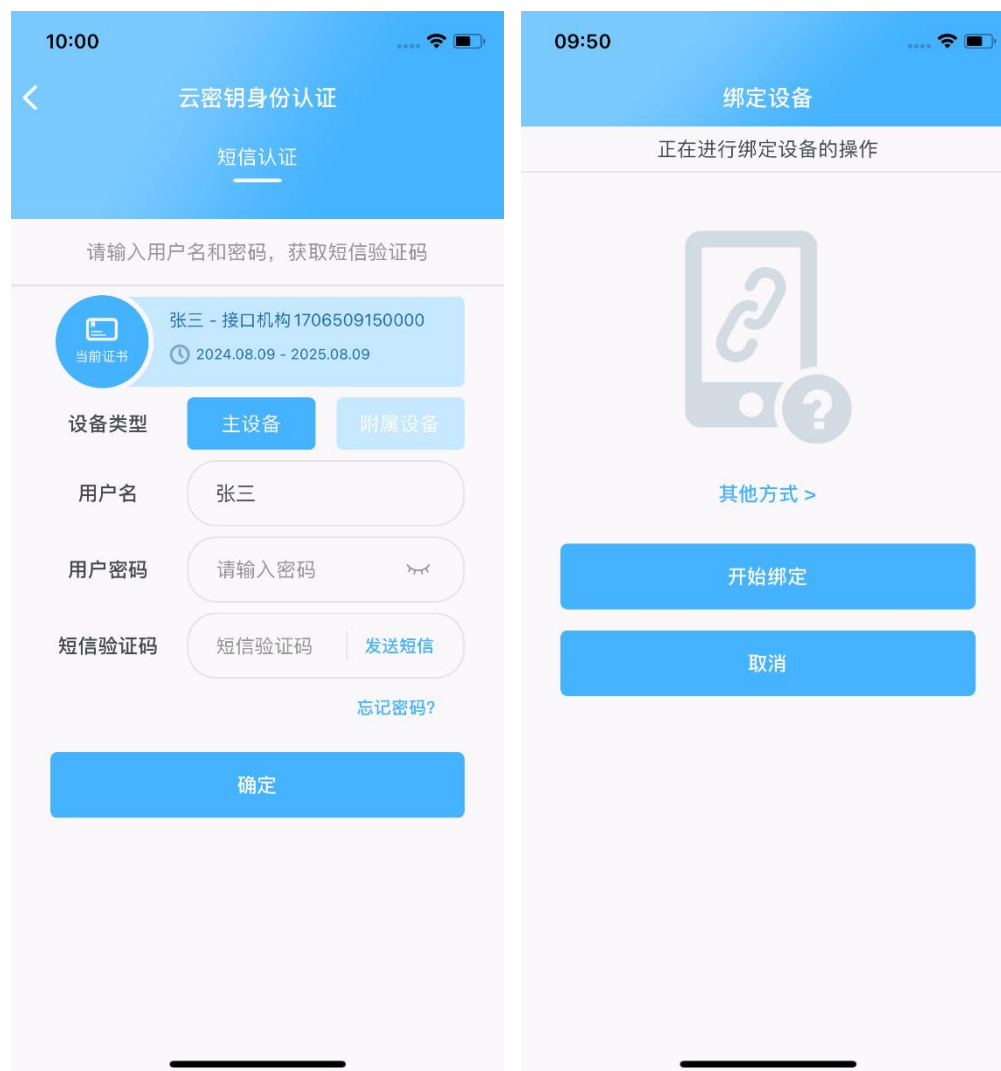 10:00
云密钥身份认证
短信认证
请输入用户名和密码，获取短信验证码
当前证书
张三 - 接口机构1706509150000
2024.08.09 - 2025.08.09
设备类型
主设备
附属设备
用户名
张三
用户密码
请输入密码
短信验证码
短信验证码
发送短信
忘记密码?
确定
09:50
绑定设备
正在进行绑定设备的操作
?
其他方式 >
开始绑定
取消